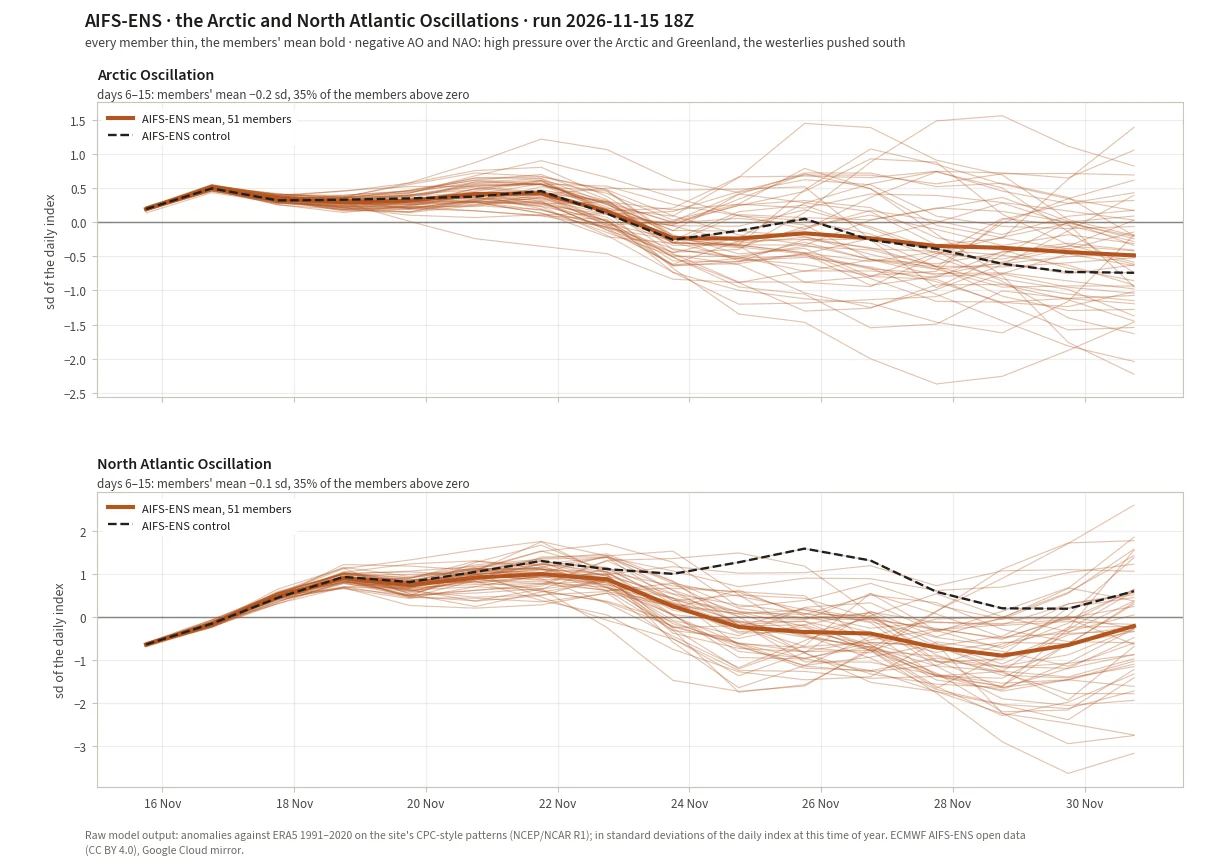 AIFS-ENS · the Arctic and North Atlantic Oscillations · run 2026-11-15 18Z
every member thin, the members' mean bold · negative AO and NAO: high pressure over the Arctic and Greenland, the westerlies pushed south
Arctic Oscillation
days 6–15: members' mean −0.2 sd, 35% of the members above zero
AIFS-ENS mean, 51 members
AIFS-ENS control
sd of the daily index
1.5
1.0
0.5
0.0
−0.5
−1.0
−1.5
−2.0
−2.5
North Atlantic Oscillation
days 6–15: members' mean −0.1 sd, 35% of the members above zero
AIFS-ENS mean, 51 members
AIFS-ENS control
sd of the daily index
2
1
0
−1
−2
−3
16 Nov 18 Nov 20 Nov 22 Nov 24 Nov 26 Nov 28 Nov 30 Nov
Raw model output: anomalies against ERA5 1991–2020 on the site's CPC-style patterns (NCEP/NCAR R1); in standard deviations of the daily index at this time of year. ECMWF AIFS-ENS open data
(CC BY 4.0), Google Cloud mirror.